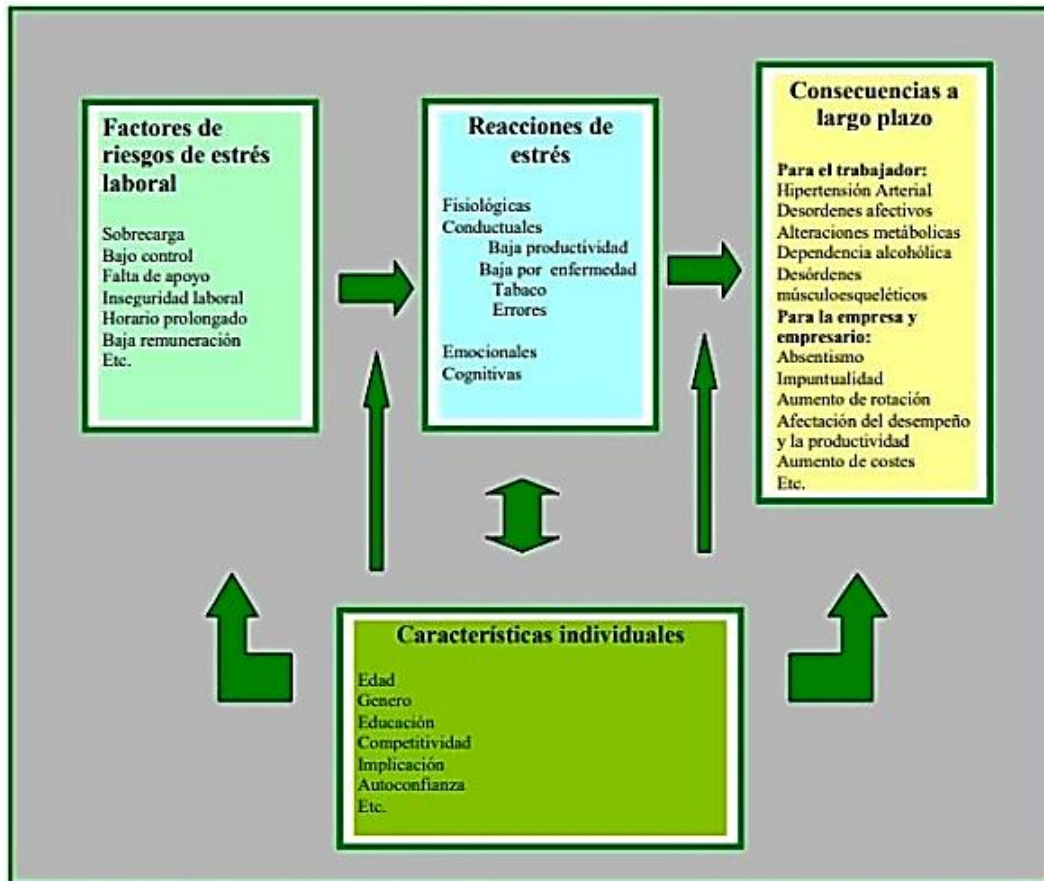 Factores de
riesgos de estrés
laboral
Sobrecarga
Bajo control
Falta de apoyo
Inseguridad laboral
Horario prolongado
Baja remuneración
Etc.
Reacciones de
estrés
Fisiológicas
Conductuales
Baja productividad
Baja por enfermedad
Tabaco
Errores
Emocionales
Cognitivas
Consecuencias a
largo plazo
Para el trabajador:
Hipertensión Arterial
Desordenes afectivos
Alteraciones metábolicas
Dependencia alcohólica
Desórdenes
músculoesqueléticos
Para la empresa y
empresario:
Absentismo
Impuntualidad
Aumento de rotación
Afectación del desempeño
y la productividad
Aumento de costes
Etc.
Características individuales
Edad
Genero
Educación
Competitividad
Implicación
Autoconfianza
Etc.